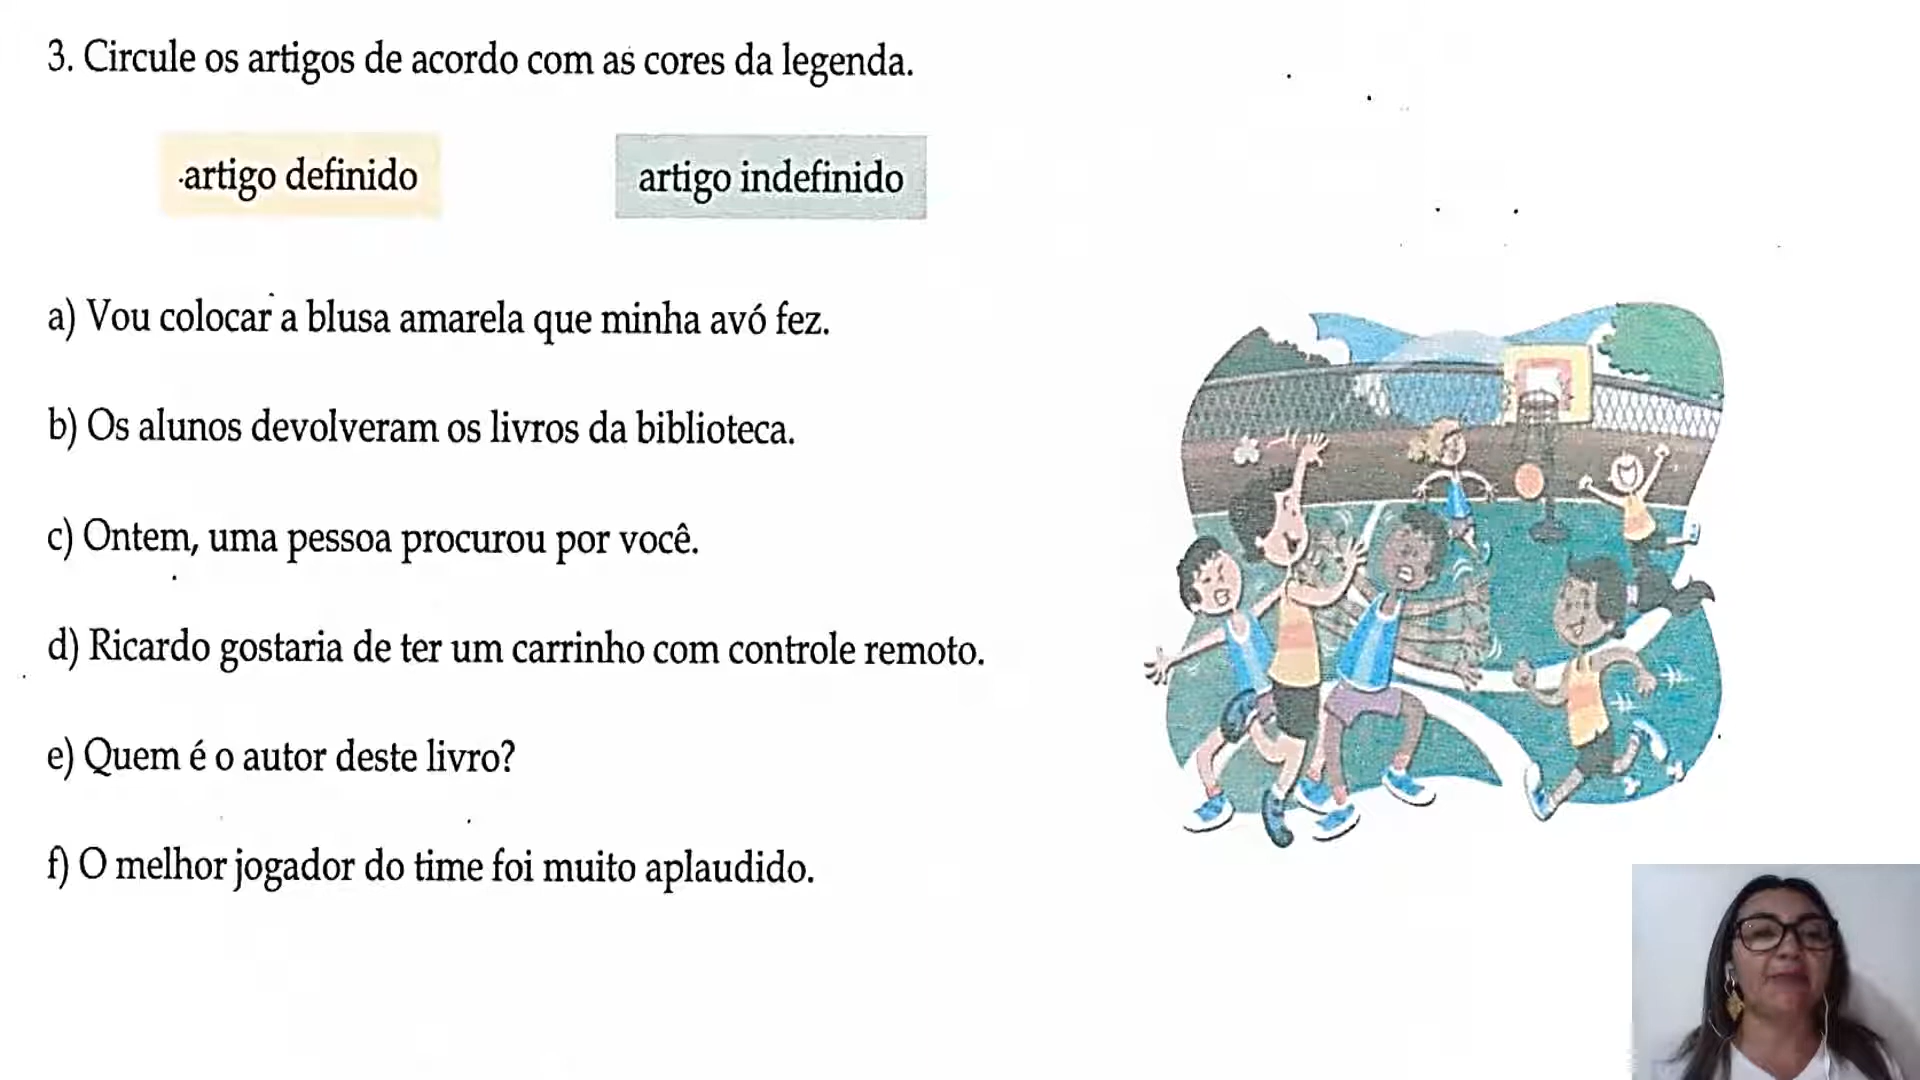 3. Circule os artigos de acordo com as cores da legenda.
artigo definido
artigo indefinido
a) Vou colocar a blusa amarela que minha avó fez.
b) Os alunos devolveram os livros da biblioteca.
c) Ontem, uma pessoa procurou por você.
d) Ricardo gostaria de ter um carrinho com controle remoto.
e) Quem é o autor deste livro?
f) O melhor jogador do time foi muito aplaudido.